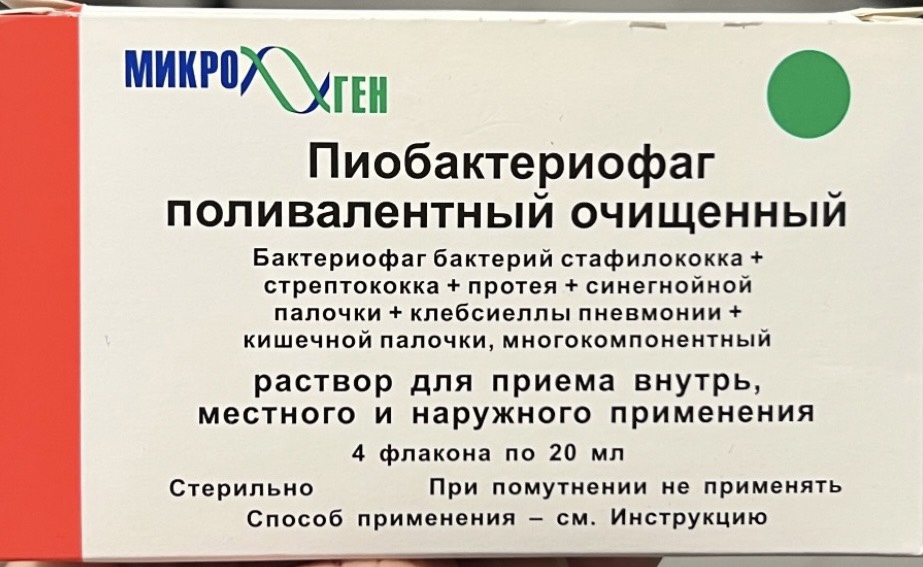 МИКРОГЕН
Пиобактериофаг
поливалентный очищенный
Бактериофаг бактерий стафилококка +
стрептококка + протея + синегнойной
палочки + клебсиеллы пневмонии +
кишечной палочки, многокомпонентный
раствор для приема внутрь,
местного и наружного применения
4 флакона по 20 мл
Стерильно При помутнении не применять
Способ применения – см. Инструкцию